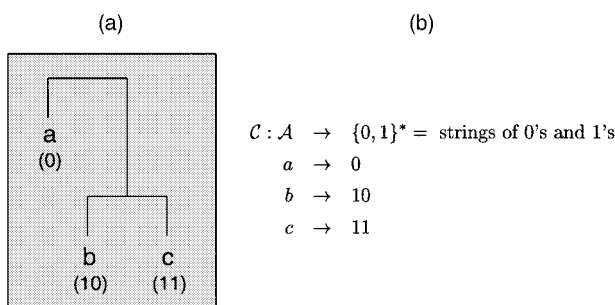 (a)
a
(0)
b c
(10) (11)
(b)
𝒞 : 𝒜 → {0, 1}* = strings of 0's and 1's
a → 0
b → 10
c → 11